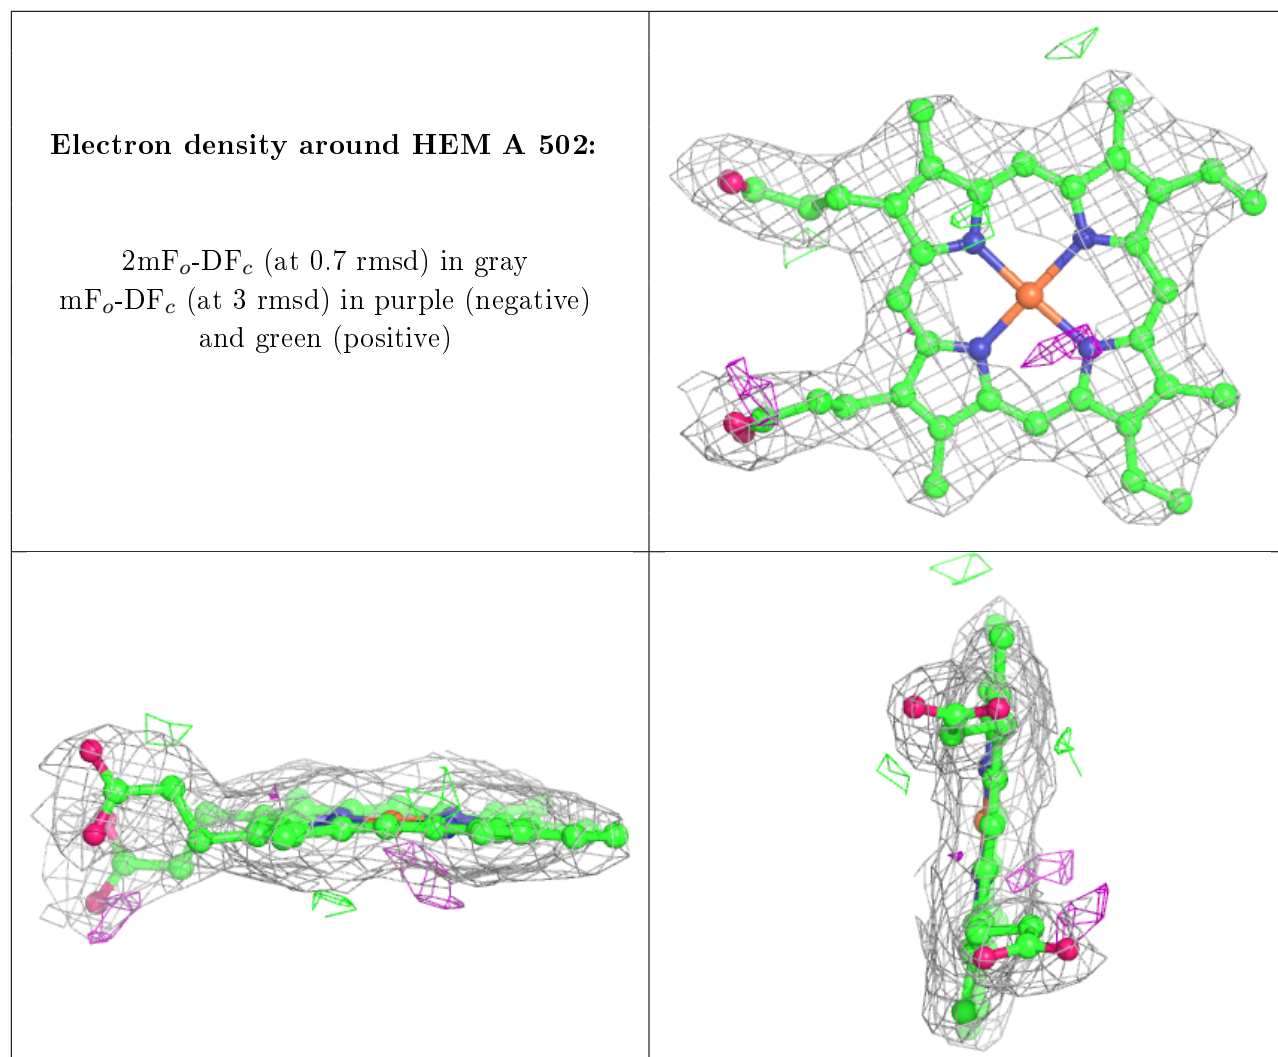 Electron density around HEM A 502:
2mFₒ-DF𝒸 (at 0.7 rmsd) in gray
mFₒ-DF𝒸 (at 3 rmsd) in purple (negative)
and green (positive)